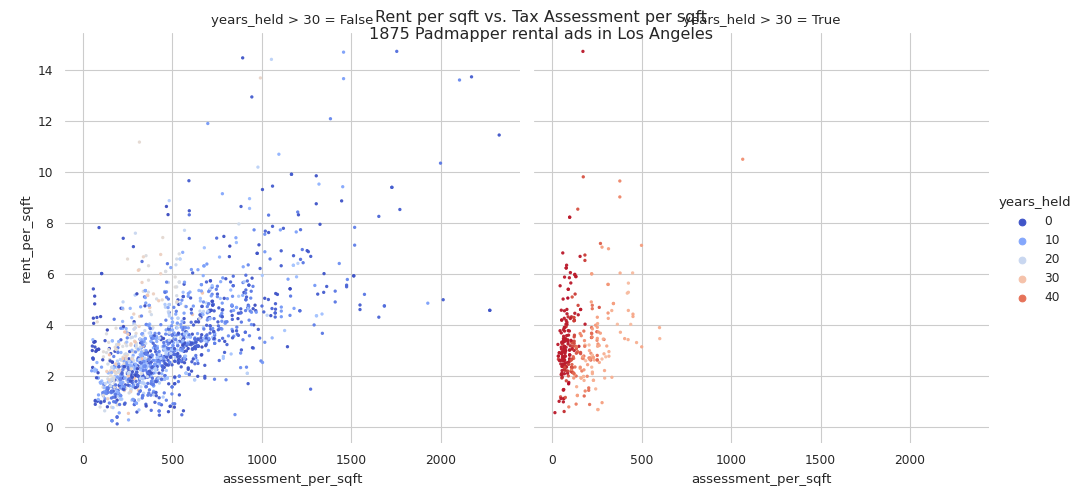 Rent per sqft vs. Tax Assessment per sqft
1875 Padmapper rental ads in Los Angeles
years_held > 30 = False
years_held > 30 = True
rent_per_sqft
14
12
10
8
6
4
2
0
0 500 1000 1500 2000
assessment_per_sqft
0 500 1000 1500 2000
assessment_per_sqft
years_held
0
10
20
30
40